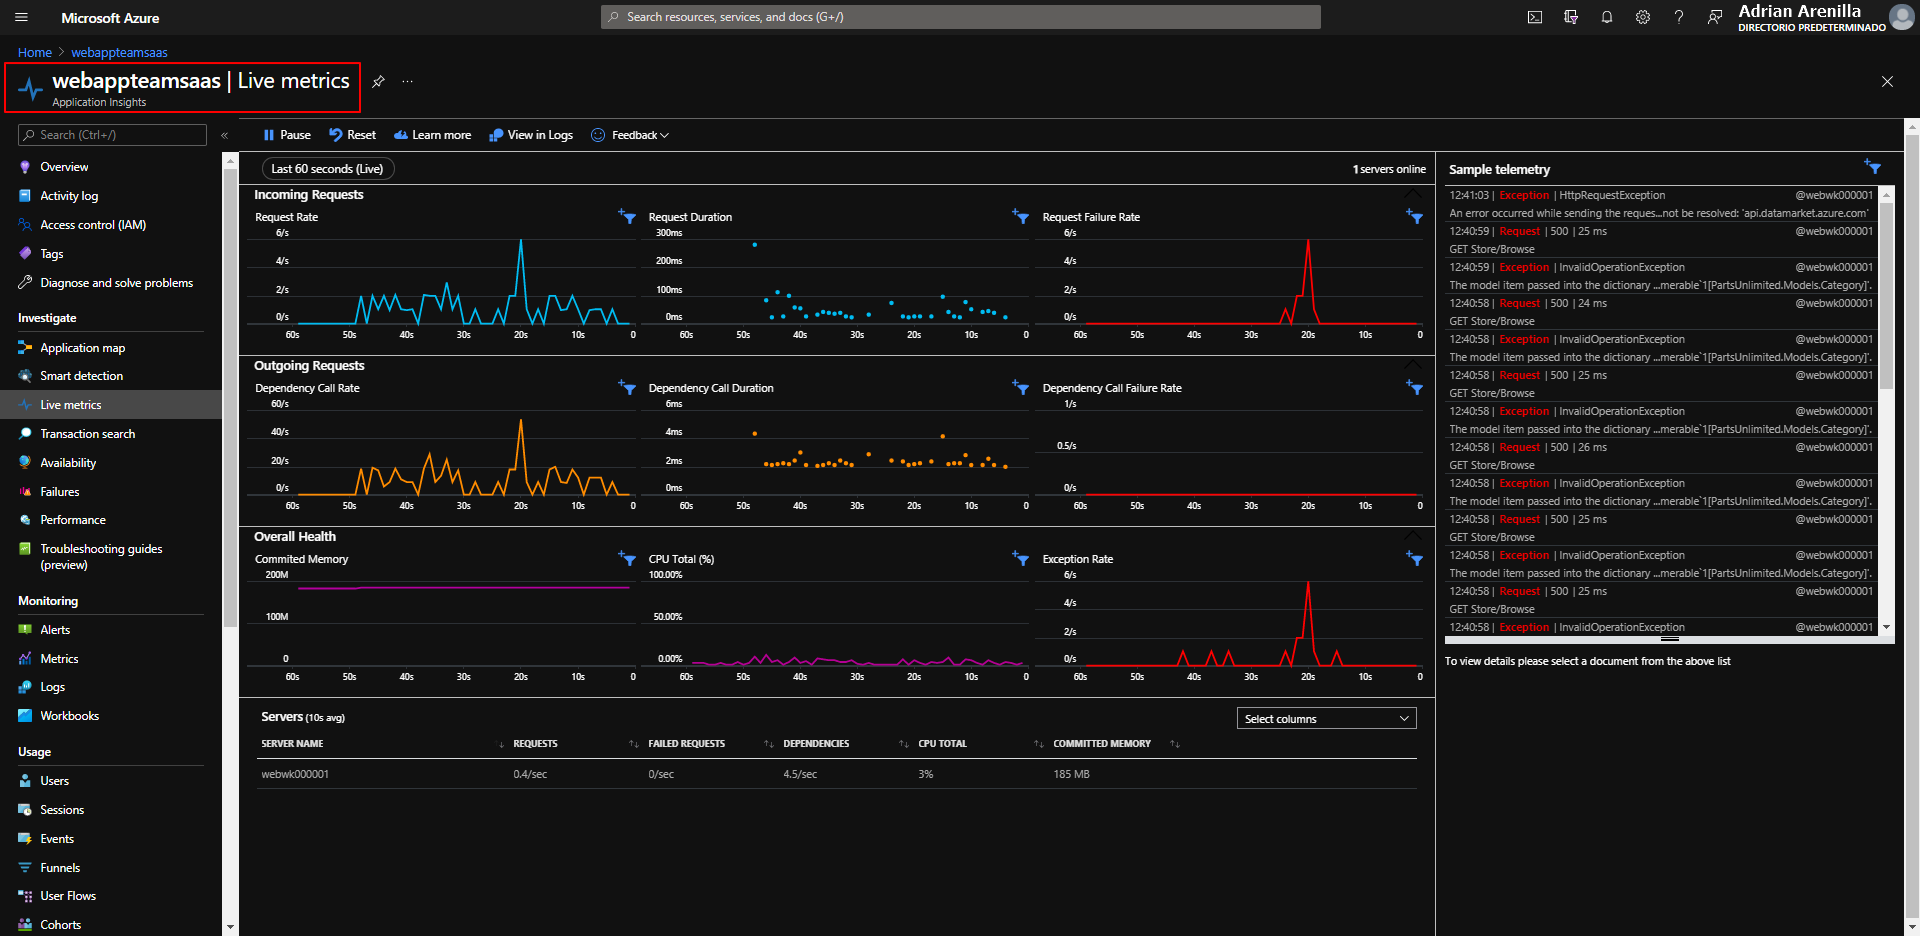 Microsoft Azure
Search resources, services, and docs (G+/)
Adrian Arenilla
DIRECTORIO PREDETERMINADO
Home > webappteamsaas
webappteamsaas | Live metrics
Application Insights
Search (Ctrl+/)
Overview
Activity log
Access control (IAM)
Tags
Diagnose and solve problems
Investigate
Application map
Smart detection
Live metrics
Transaction search
Availability
Failures
Performance
Troubleshooting guides
(preview)
Monitoring
Alerts
Metrics
Logs
Workbooks
Usage
Users
Sessions
Events
Funnels
User Flows
Cohorts
Pause Reset Learn more View in Logs Feedback
Last 60 seconds (Live)
1 servers online
Incoming Requests
Request Rate
6/s
4/s
2/s
0/s
60s 50s 40s 30s 20s 10s 0
Request Duration
300ms
200ms
100ms
0ms
60s 50s 40s 30s 20s 10s 0
Request Failure Rate
6/s
4/s
2/s
0/s
60s 50s 40s 30s 20s 10s 0
Outgoing Requests
Dependency Call Rate
60/s
40/s
20/s
0/s
60s 50s 40s 30s 20s 10s 0
Dependency Call Duration
6ms
4ms
2ms
0ms
60s 50s 40s 30s 20s 10s 0
Dependency Call Failure Rate
1/s
0.5/s
0/s
60s 50s 40s 30s 20s 10s 0
Overall Health
Commited Memory
200M
100M
0
60s 50s 40s 30s 20s 10s 0
CPU Total (%)
100.00%
50.00%
0.00%
60s 50s 40s 30s 20s 10s 0
Exception Rate
6/s
4/s
2/s
0/s
60s 50s 40s 30s 20s 10s 0
Servers (10s avg)
Select columns
SERVER NAME REQUESTS FAILED REQUESTS DEPENDENCIES CPU TOTAL COMMITTED MEMORY
webwk000001 0.4/sec 0/sec 4.5/sec 3% 185 MB
Sample telemetry
12:41:03 | Exception | HttpRequestException @webwk000001
An error occurred while sending the reques...not be resolved: 'api.datamarket.azure.com'
12:40:59 | Request | 500 | 25 ms @webwk000001
GET Store/Browse
12:40:59 | Exception | InvalidOperationException @webwk000001
The model item passed into the dictionary ...merable`1[PartsUnlimited.Models.Category]'.
12:40:58 | Request | 500 | 24 ms @webwk000001
GET Store/Browse
12:40:58 | Exception | InvalidOperationException @webwk000001
The model item passed into the dictionary ...merable`1[PartsUnlimited.Models.Category]'.
12:40:58 | Request | 500 | 25 ms @webwk000001
GET Store/Browse
12:40:58 | Exception | InvalidOperationException @webwk000001
The model item passed into the dictionary ...merable`1[PartsUnlimited.Models.Category]'.
12:40:58 | Request | 500 | 26 ms @webwk000001
GET Store/Browse
12:40:58 | Exception | InvalidOperationException @webwk000001
The model item passed into the dictionary ...merable`1[PartsUnlimited.Models.Category]'.
12:40:58 | Request | 500 | 25 ms @webwk000001
GET Store/Browse
12:40:58 | Exception | InvalidOperationException @webwk000001
The model item passed into the dictionary ...merable`1[PartsUnlimited.Models.Category]'.
12:40:58 | Request | 500 | 25 ms @webwk000001
GET Store/Browse
12:40:58 | Exception | InvalidOperationException @webwk000001
To view details please select a document from the above list